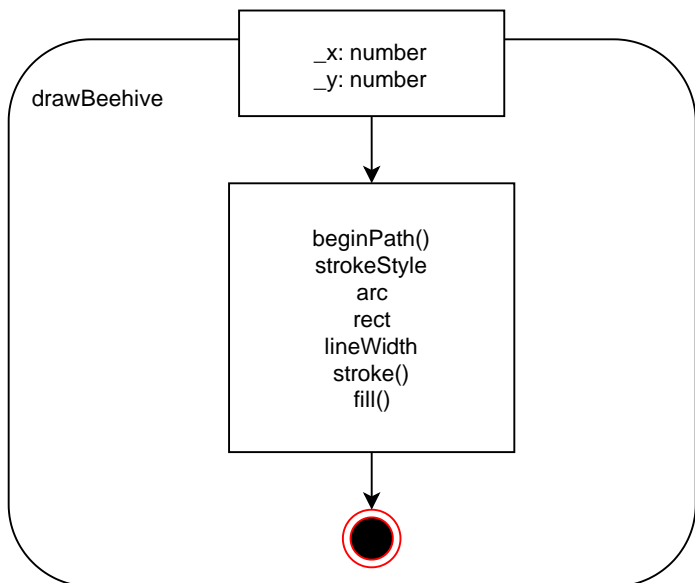 _x: number
_y: number
drawBeehive
beginPath()
strokeStyle
arc
rect
lineWidth
stroke()
fill()